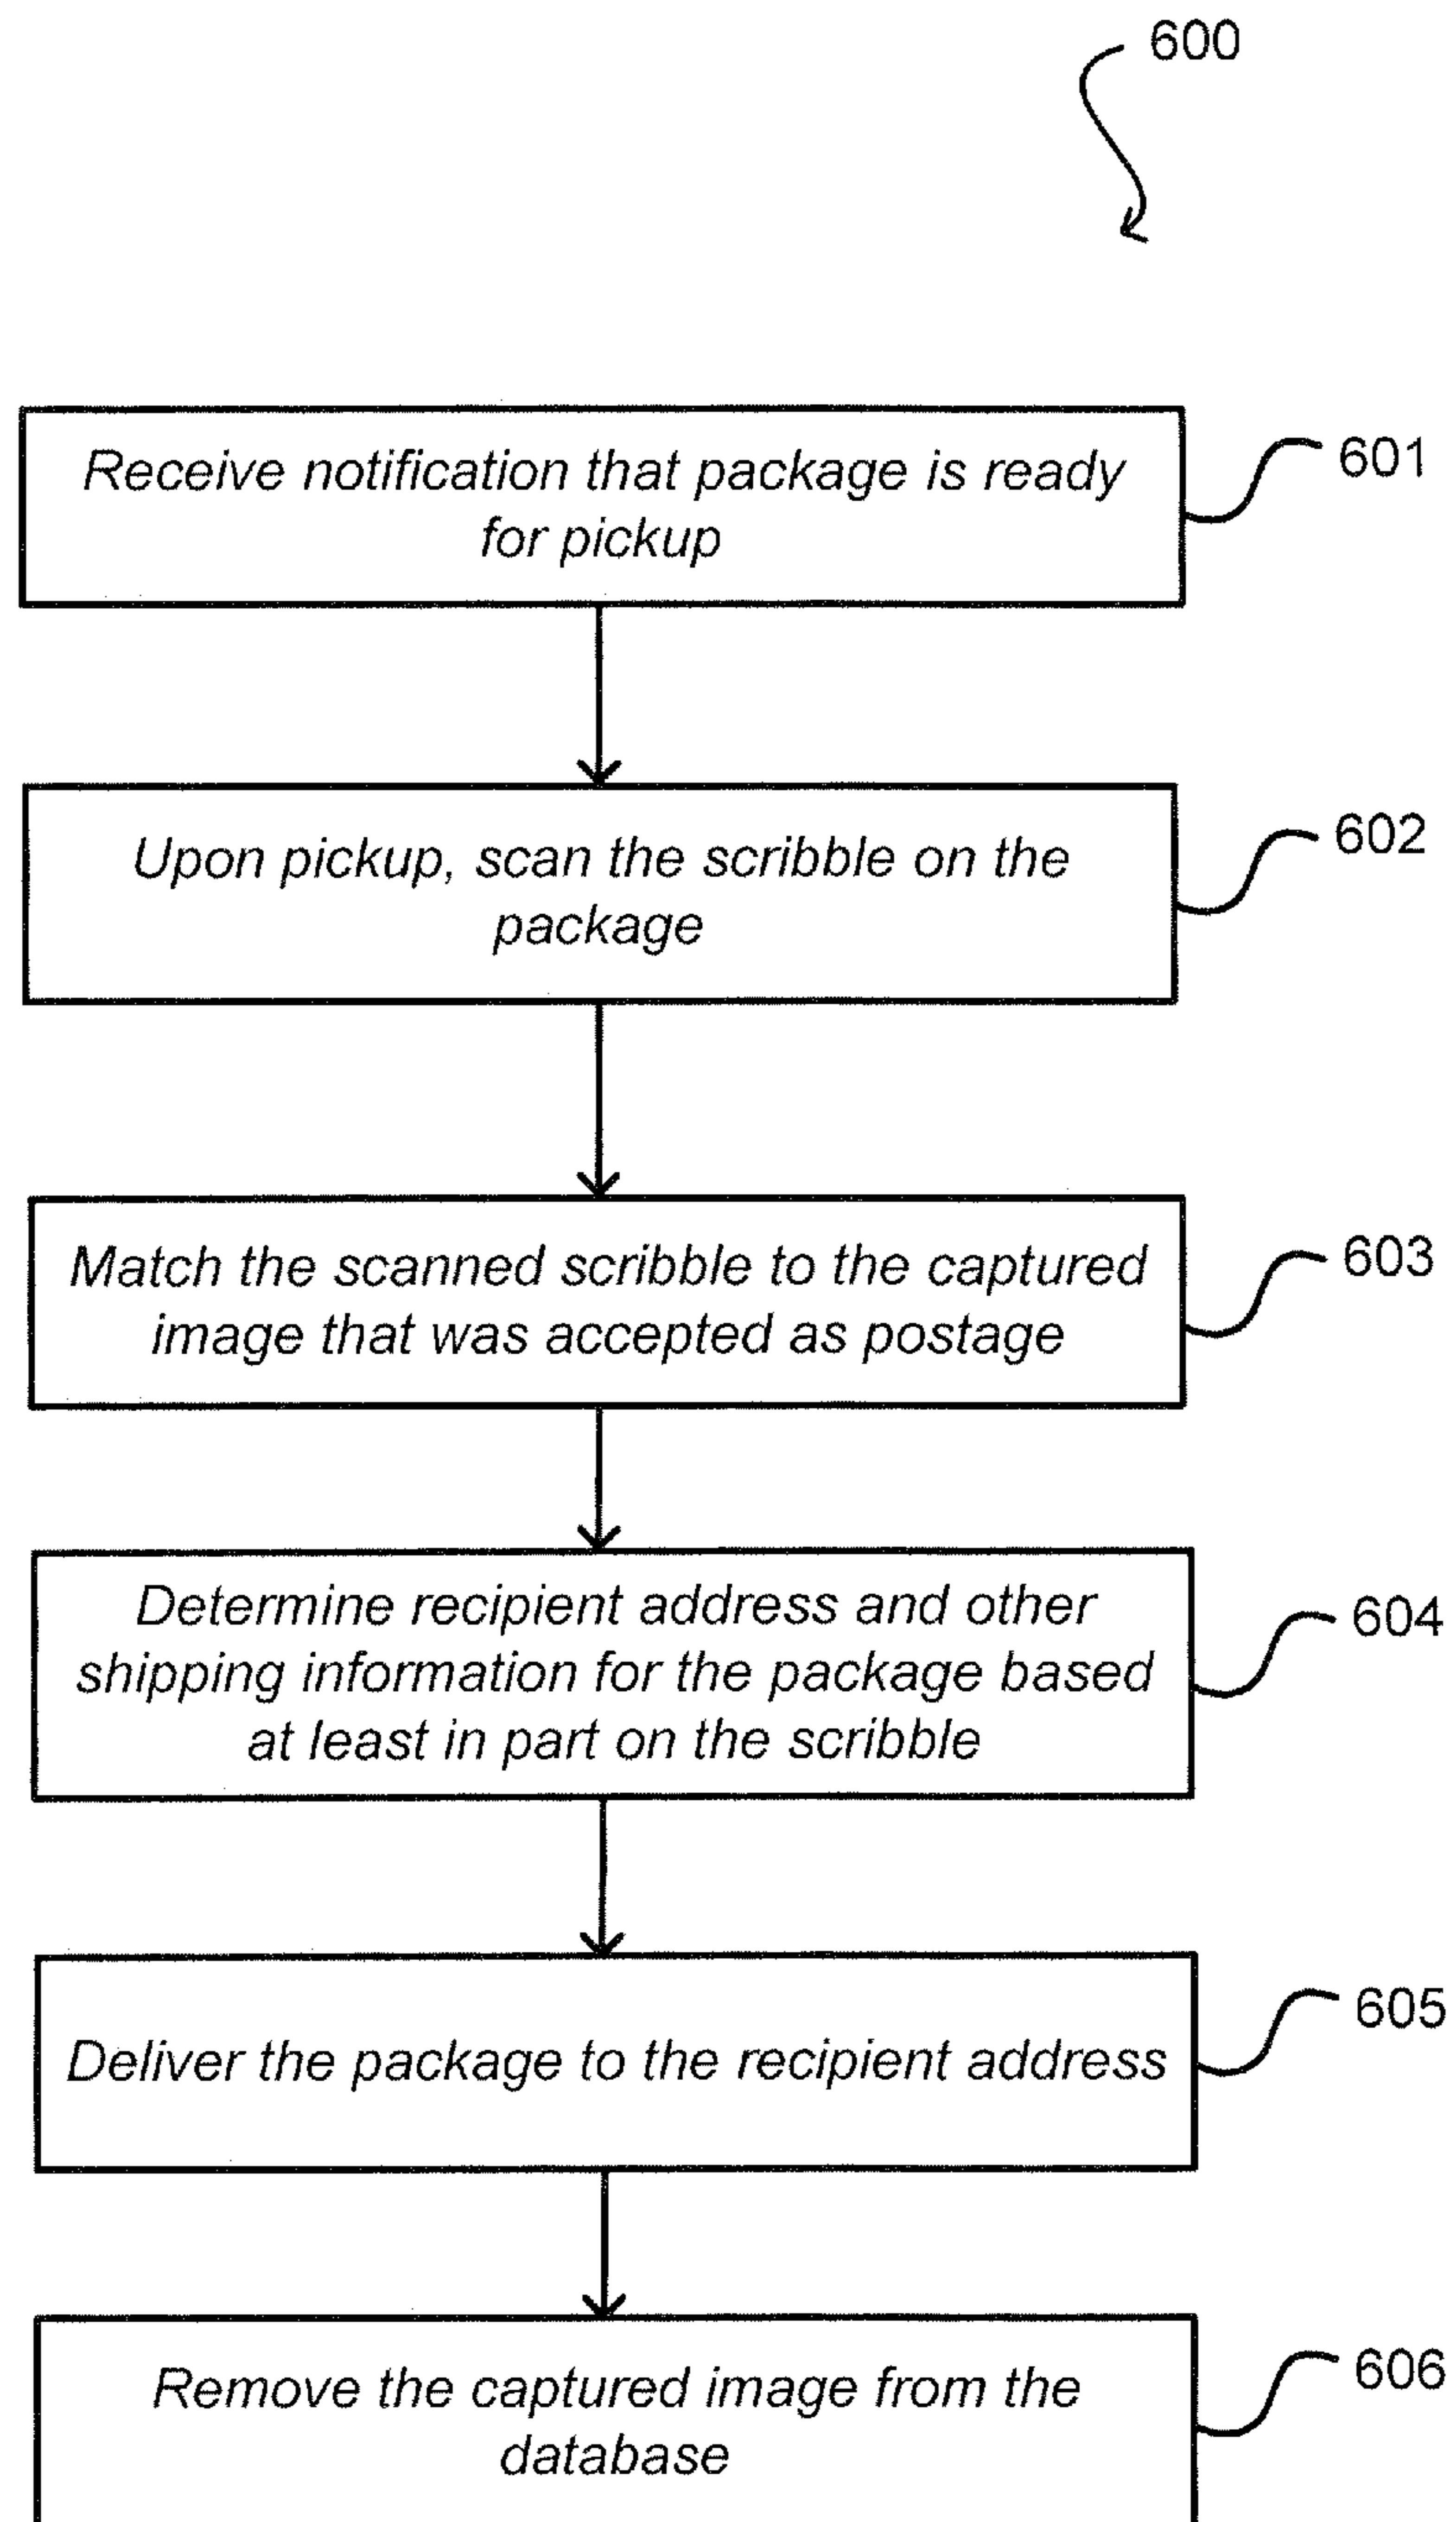 600
Receive notification that package is ready
for pickup
601
Upon pickup, scan the scribble on the
package
602
Match the scanned scribble to the captured
image that was accepted as postage
603
Determine recipient address and other
shipping information for the package based
at least in part on the scribble
604
Deliver the package to the recipient address
605
Remove the captured image from the
database
606